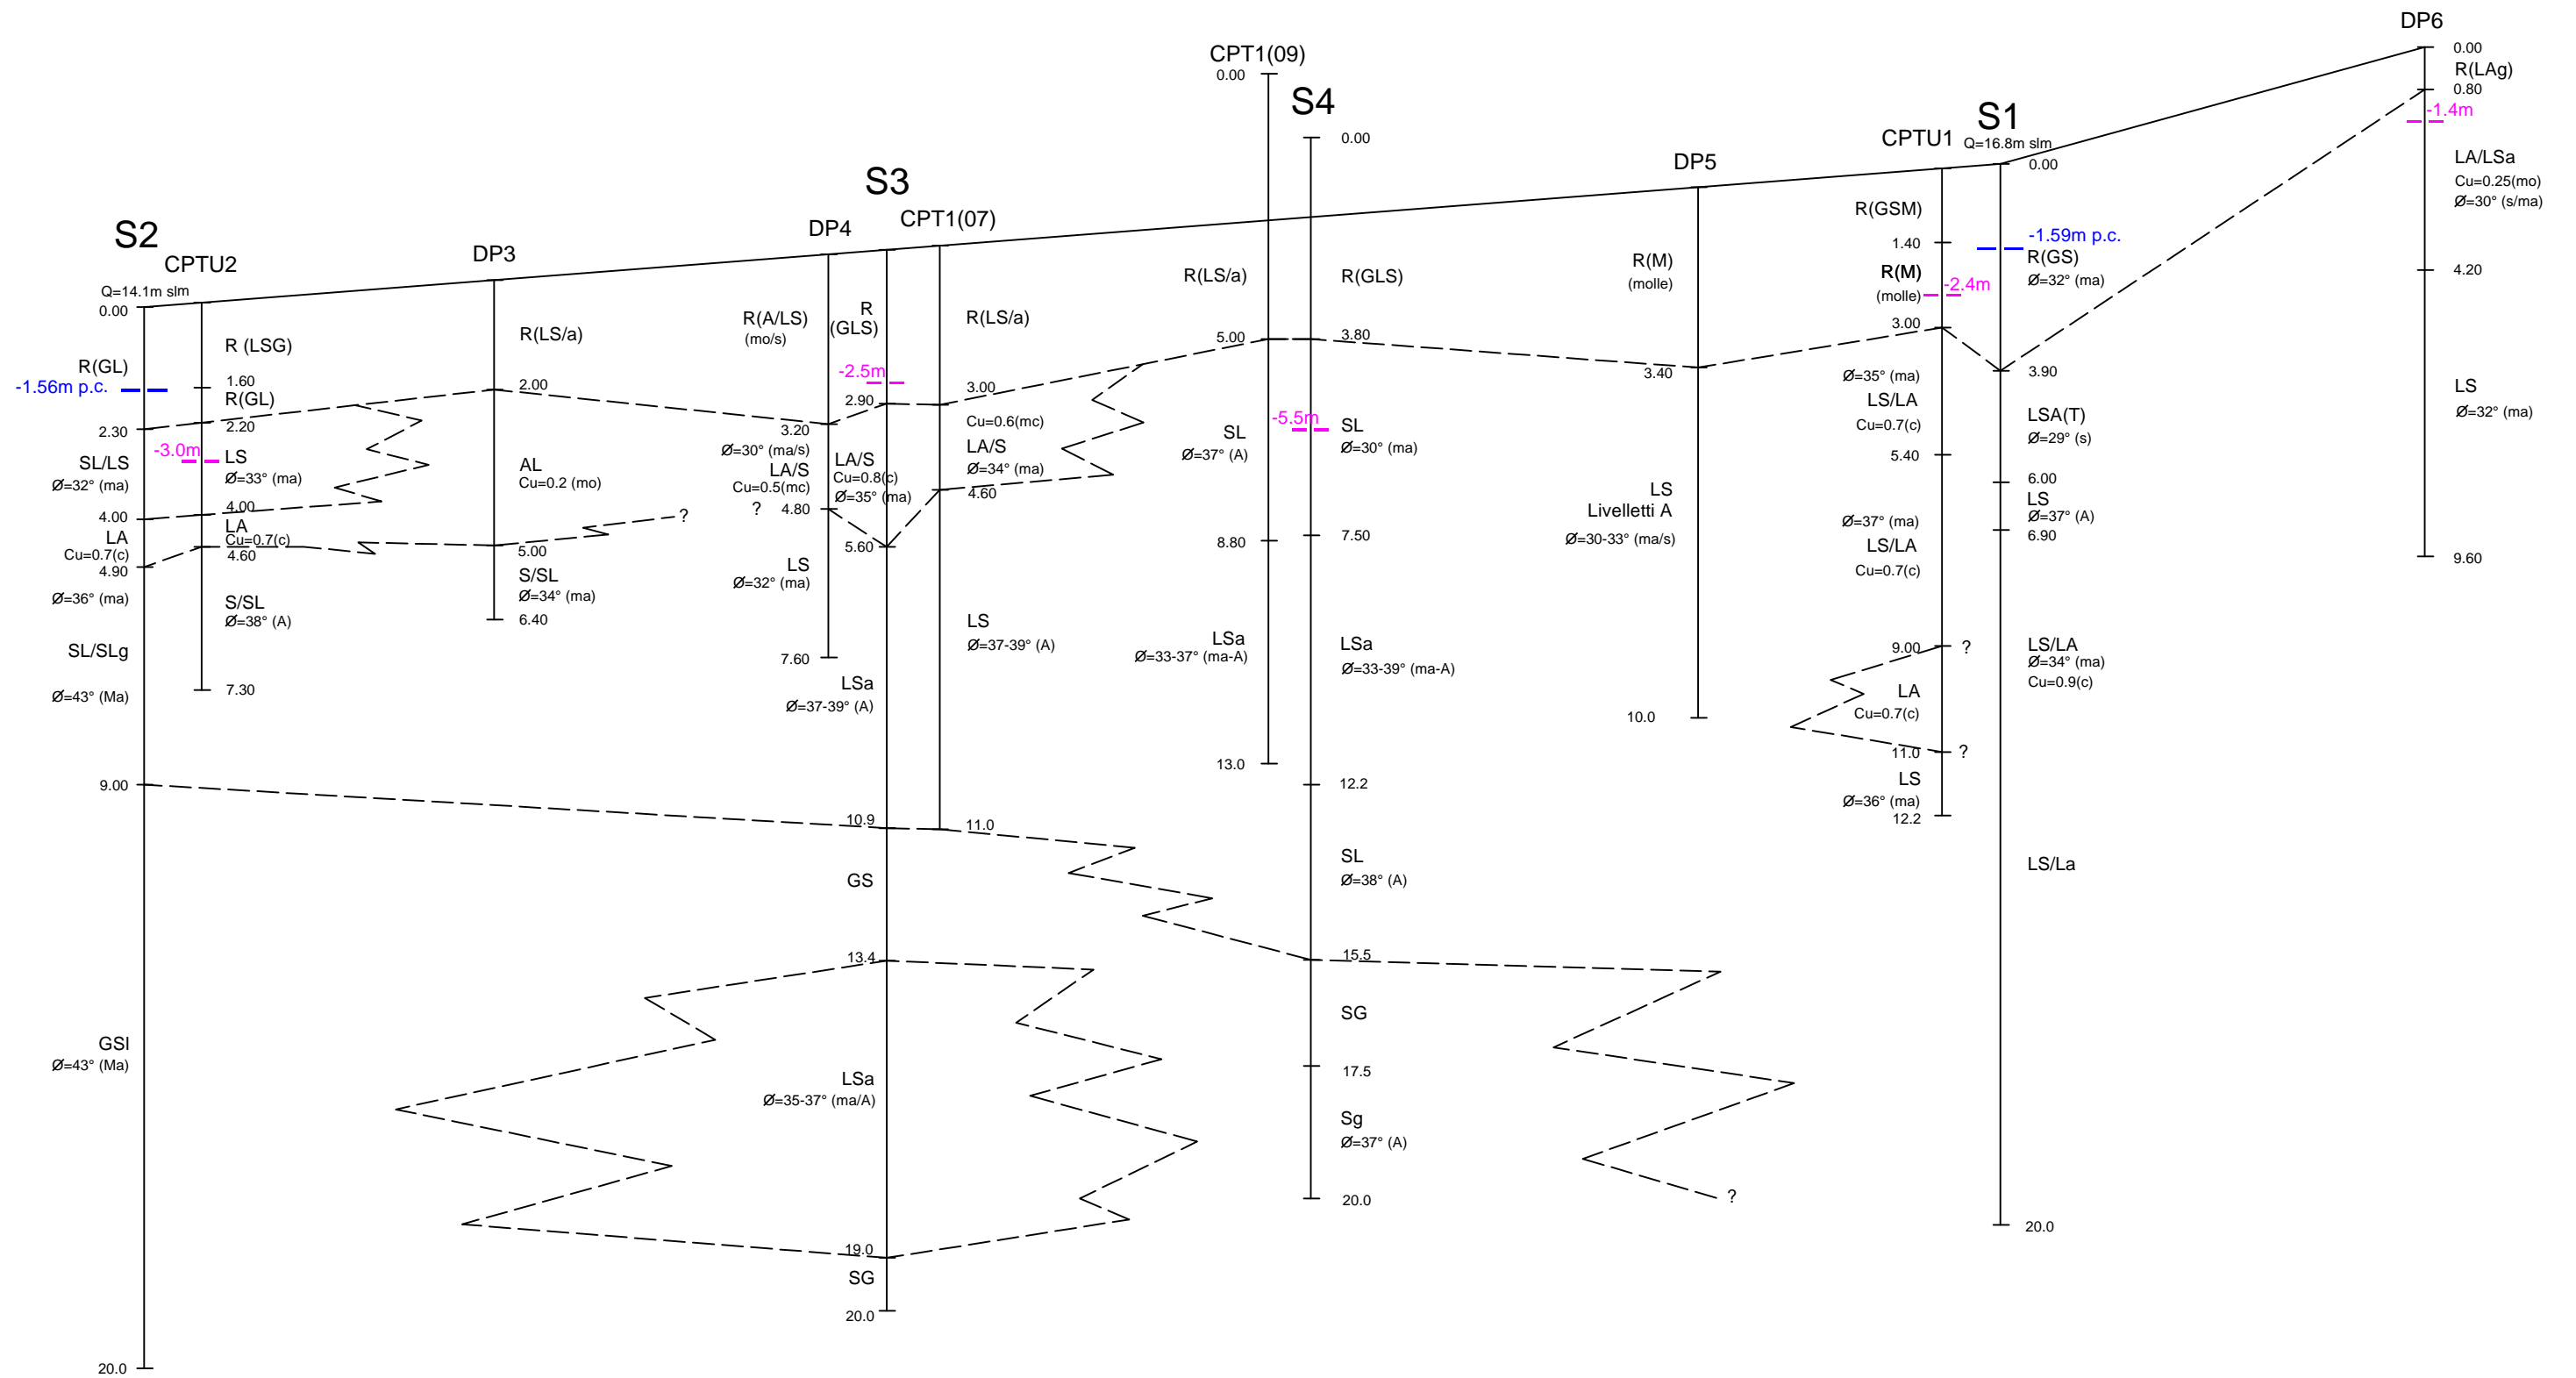 S2
Q=14.1m slm
0.00
R(GL)
-1.56m p.c.
2.30
SL/LS
Ø=32° (ma)
4.00
LA
Cu=0.7(c)
4.90
Ø=36° (ma)
SL/SLg
Ø=43° (Ma)
9.00
GSl
Ø=43° (Ma)
20.0
CPTU2
R (LSG)
1.60
R(GL)
2.20
-3.0m
LS
Ø=33° (ma)
4.00
LA
Cu=0.7(c)
4.60
S/SL
Ø=38° (A)
7.30
DP3
R(LS/a)
2.00
AL
Cu=0.2 (mo)
?
5.00
S/SL
Ø=34° (ma)
6.40
DP4
R(A/LS)
(mo/s)
3.20
Ø=30° (ma/s)
LA/S
Cu=0.5(mc)
? 4.80
LS
Ø=32° (ma)
7.60
S3
R
(GLS)
-2.5m
2.90
LA/S
Cu=0.8(c)
Ø=35° (ma)
5.60
LSa
Ø=37-39° (A)
10.9
GS
13.4
LSa
Ø=35-37° (ma/A)
19.0
SG
20.0
CPT1(07)
R(LS/a)
3.00
Cu=0.6(mc)
LA/S
Ø=34° (ma)
4.60
LS
Ø=37-39° (A)
11.0
CPT1(09)
0.00
R(LS/a)
5.00
SL
Ø=37° (A)
8.80
LSa
Ø=33-37° (ma-A)
13.0
S4
0.00
R(GLS)
3.80
-5.5m
SL
Ø=30° (ma)
7.50
LSa
Ø=33-39° (ma-A)
12.2
SL
Ø=38° (A)
15.5
SG
17.5
Sg
Ø=37° (A)
20.0
?
DP5
R(M)
(molle)
3.40
LS
Livelletti A
Ø=30-33° (ma/s)
10.0
CPTU1
R(GSM)
1.40
R(M)
(molle)
-2.4m
3.00
Ø=35° (ma)
LS/LA
Cu=0.7(c)
5.40
Ø=37° (ma)
LS/LA
Cu=0.7(c)
9.00 ?
LA
Cu=0.7(c)
11.0 ?
LS
Ø=36° (ma)
12.2
S1
Q=16.8m slm
0.00
-1.59m p.c.
R(GS)
Ø=32° (ma)
3.90
LSA(T)
Ø=29° (s)
6.00
LS
Ø=37° (A)
6.90
LS/LA
Ø=34° (ma)
Cu=0.9(c)
LS/La
20.0
DP6
0.00
R(LAg)
0.80
-1.4m
LA/LSa
Cu=0.25(mo)
Ø=30° (s/ma)
4.20
LS
Ø=32° (ma)
9.60